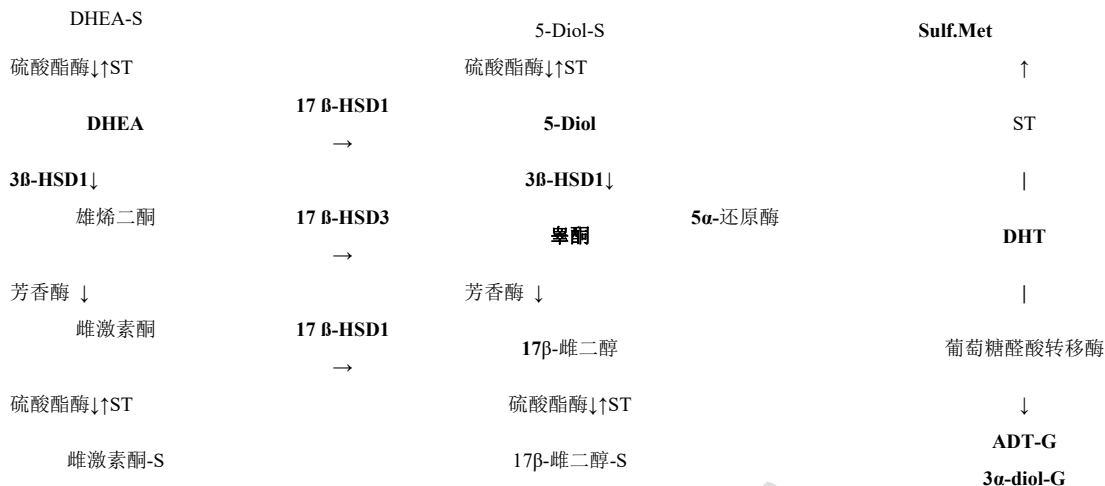 DHEA-S 5-Diol-S Sulf.Met
硫酸酯酶↓↑ST 硫酸酯酶↓↑ST ↑
17 ß-HSD1
DHEA → 5-Diol ST
3ß-HSD1↓ 3ß-HSD1↓ |
雄烯二酮 17 ß-HSD3 → 睾酮 5α-还原酶 DHT
芳香酶 ↓ 芳香酶 ↓ |
雌激素酮 17 ß-HSD1 → 17β-雌二醇 葡萄糖醛酸转移酶
硫酸酯酶↓↑ST 硫酸酯酶↓↑ST ↓
雌激素酮-S 17β-雌二醇-S ADT-G
3α-diol-G